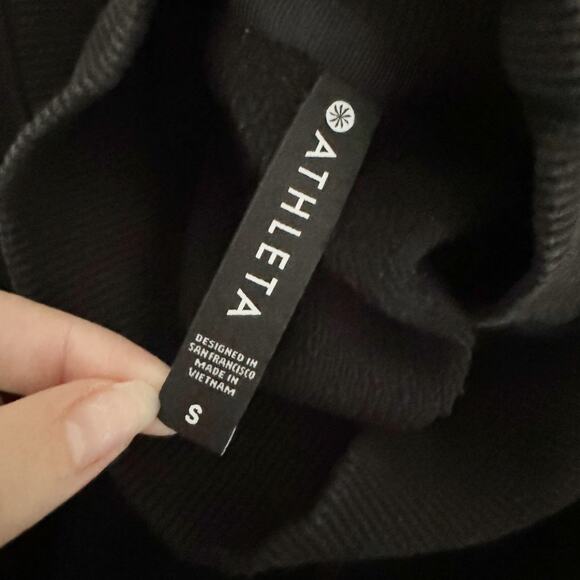 ATHLETA
DESIGNED IN
SAN FRANCISCO
MADE IN
VIETNAM
S